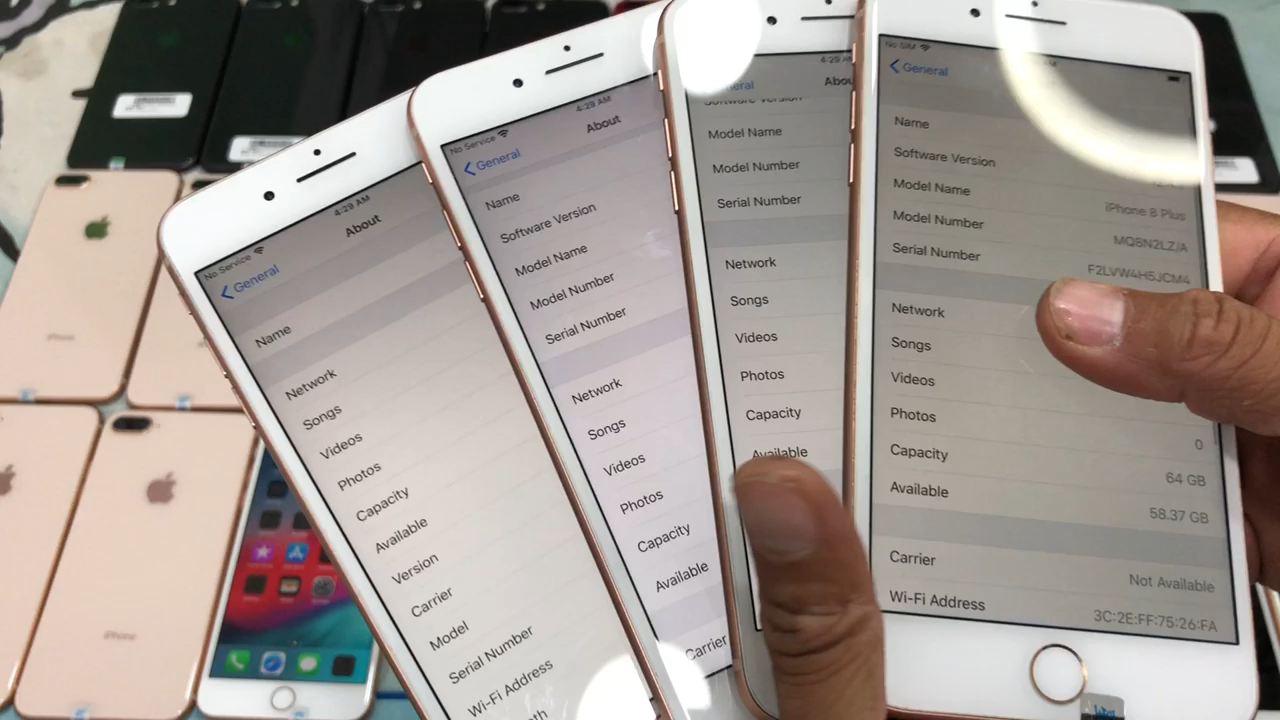 No Service
4:29 AM
General
About
Name
Network
Songs
Videos
Photos
Capacity
Available
Version
Carrier
Model
Serial Number
Wi-Fi Address
No Service
4:29 AM
General
About
Name
Software Version
Model Name
Model Number
Serial Number
Network
Songs
Videos
Photos
Capacity
Available
Carrier
4:29
Software Version
Model Name
Model Number
Serial Number
Network
Songs
Videos
Photos
Capacity
Available
No SIM
General
Name
Software Version
Model Name
iPhone 8 Plus
Model Number
MQ8N2LZ/A
Serial Number
F2LVW4H5JCM4
Network
Songs
Videos
Photos
0
Capacity
64 GB
Available
58.37 GB
Carrier
Not Available
Wi-Fi Address
3C:2E:FF:75:26:FA
iPhone
iPhone